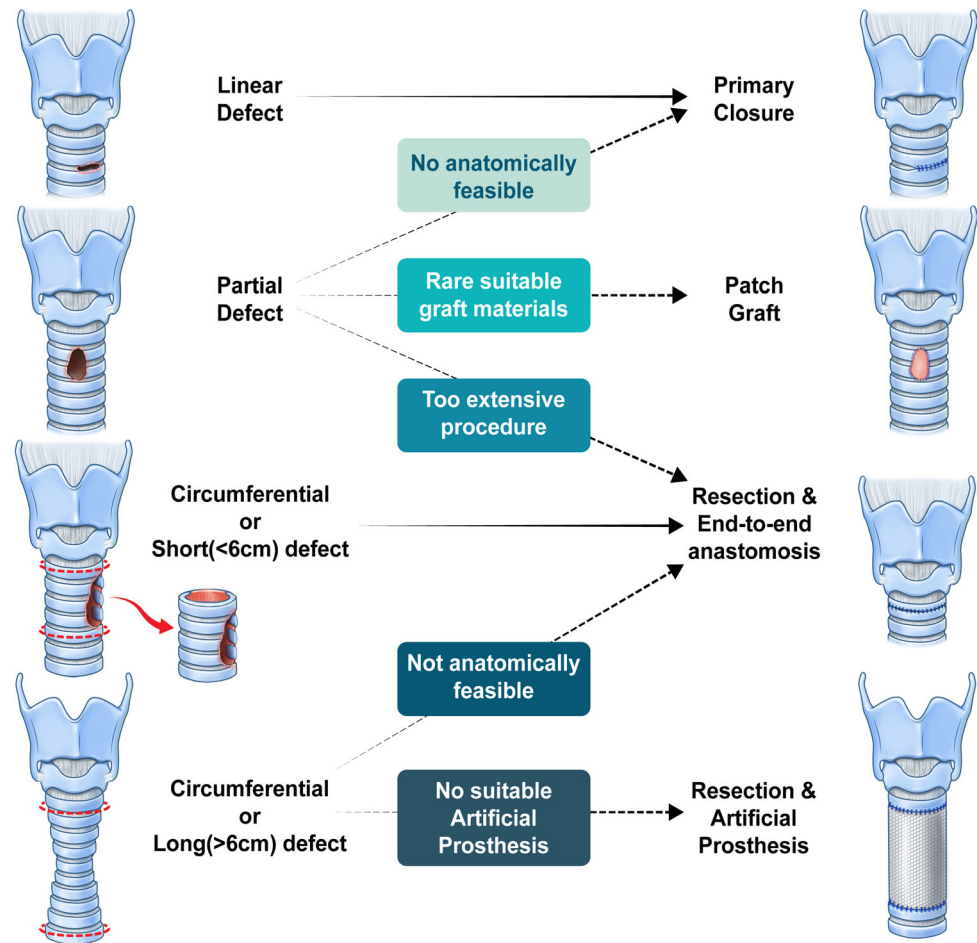 Linear
Defect
Primary
Closure
No anatomically
feasible
Partial
Defect
Rare suitable
graft materials
Patch
Graft
Too extensive
procedure
Circumferential
or
Short(<6cm) defect
Resection &
End-to-end
anastomosis
Not anatomically
feasible
Circumferential
or
Long(>6cm) defect
No suitable
Artificial
Prosthesis
Resection &
Artificial
Prosthesis